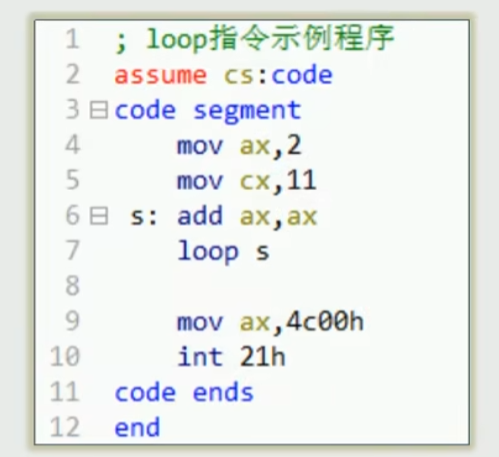 1 ; loop指令示例程序
2 assume cs:code
3 code segment
4 mov ax,2
5 mov cx,11
6 s: add ax,ax
7 loop s
8
9 mov ax,4c00h
10 int 21h
11 code ends
12 end